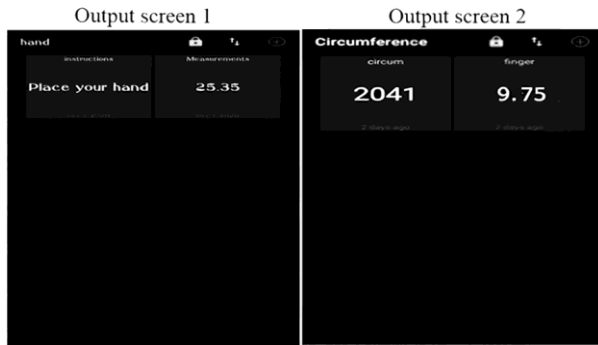 Output screen 1
Output screen 2
hand
instructions
Measurements
Place your hand
25.35
Circumference
circum
finger
2041
9.75
2 days ago
2 days ago